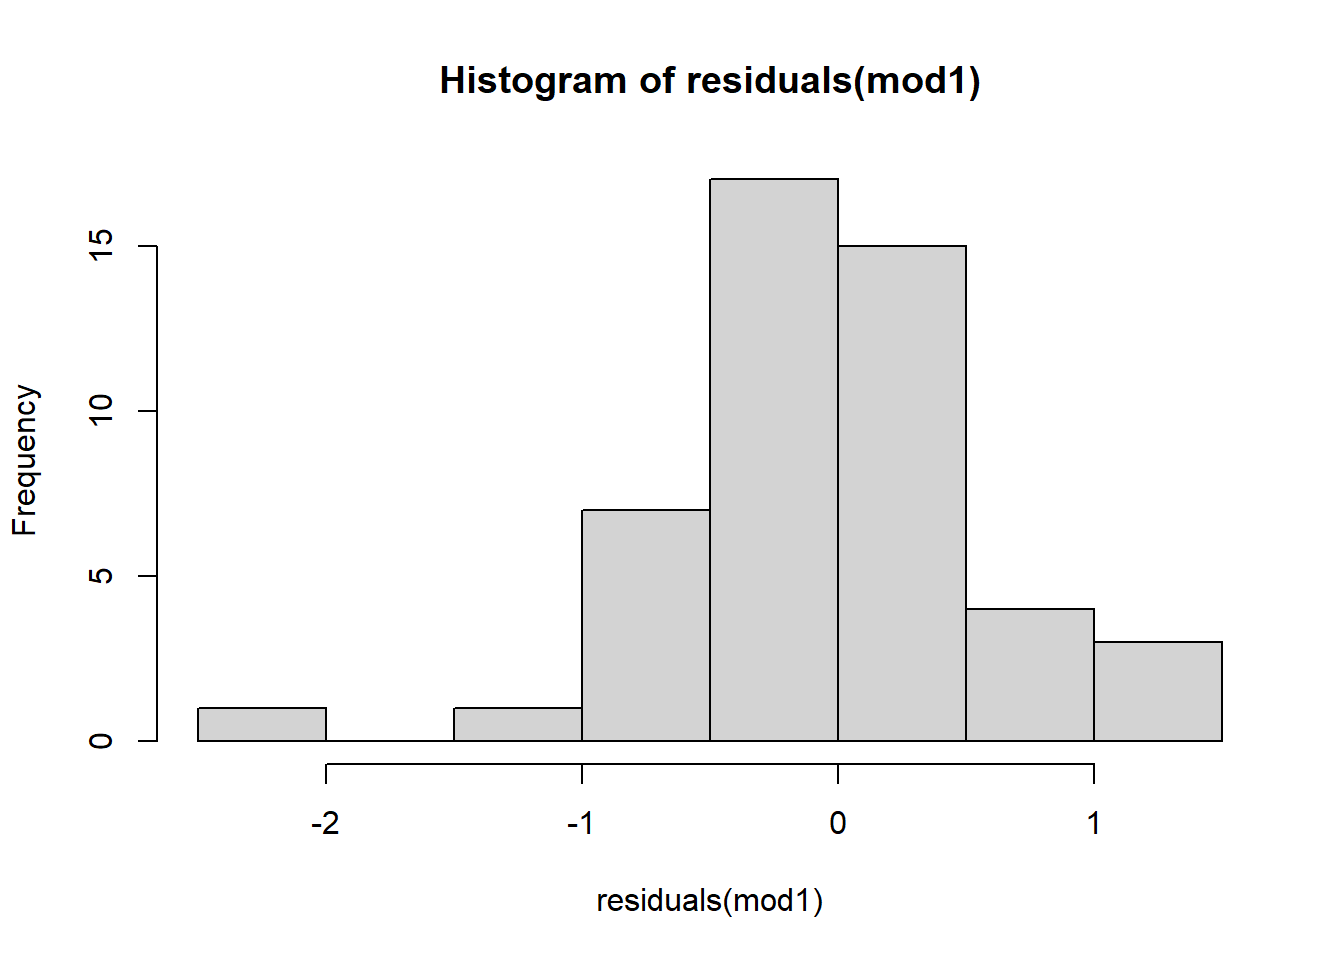 Histogram of residuals(mod1)
Frequency
15
10
5
0
-2 -1 0 1
residuals(mod1)